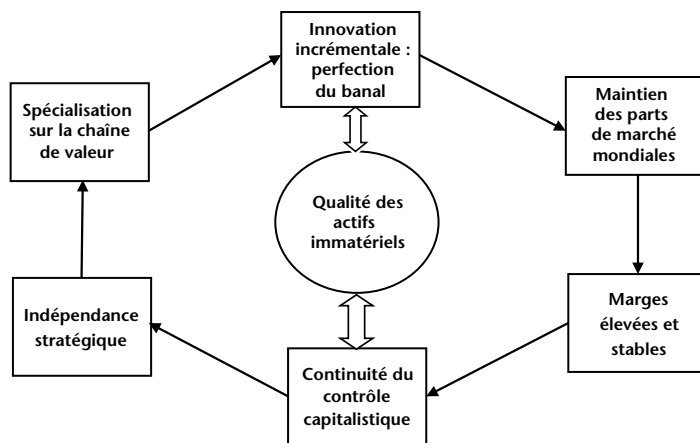 Innovation
incrémentale :
perfection
du banal
Spécialisation
sur la chaîne
de valeur
Maintien
des parts
de marché
mondiales
Qualité des
actifs
immatériels
Indépendance
stratégique
Marges
élevées et
stables
Continuité du
contrôle
capitalistique